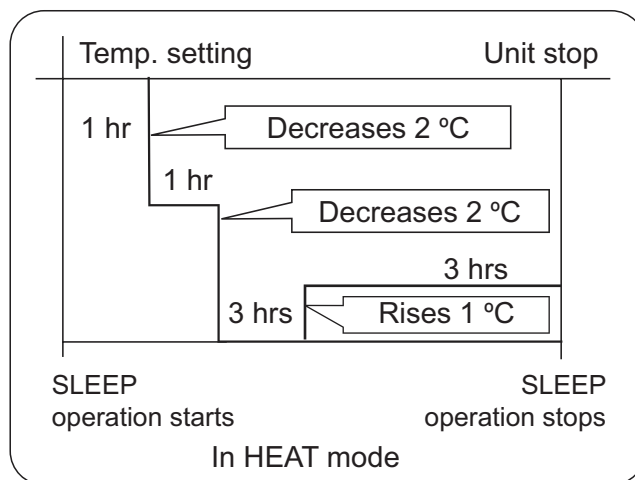 Temp. setting
Unit stop
1 hr
Decreases 2 ºC
1 hr
Decreases 2 ºC
3 hrs
3 hrs
Rises 1 ºC
SLEEP
operation starts
SLEEP
operation stops
In HEAT mode